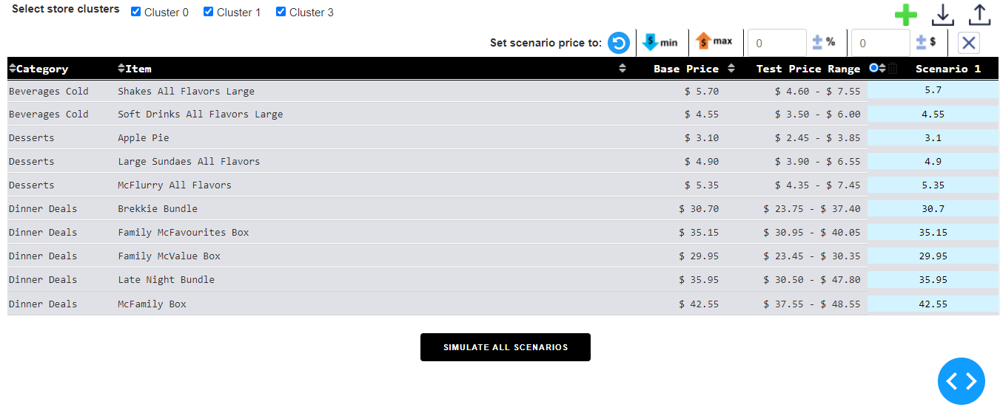 Select store clusters Cluster 0 Cluster 1 Cluster 3
Set scenario price to: $ min $ max 0 ± % 0 ± $
Category Item Base Price Test Price Range Scenario 1
Beverages Cold Shakes All Flavors Large $ 5.70 $ 4.60 - $ 7.55 5.7
Beverages Cold Soft Drinks All Flavors Large $ 4.55 $ 3.50 - $ 6.00 4.55
Desserts Apple Pie $ 3.10 $ 2.45 - $ 3.85 3.1
Desserts Large Sundaes All Flavors $ 4.90 $ 3.90 - $ 6.55 4.9
Desserts McFlurry All Flavors $ 5.35 $ 4.35 - $ 7.45 5.35
Dinner Deals Brekkie Bundle $ 30.70 $ 23.75 - $ 37.40 30.7
Dinner Deals Family McFavourites Box $ 35.15 $ 30.95 - $ 40.05 35.15
Dinner Deals Family McValue Box $ 29.95 $ 23.45 - $ 30.35 29.95
Dinner Deals Late Night Bundle $ 35.95 $ 30.50 - $ 47.80 35.95
Dinner Deals McFamily Box $ 42.55 $ 37.55 - $ 48.55 42.55
SIMULATE ALL SCENARIOS